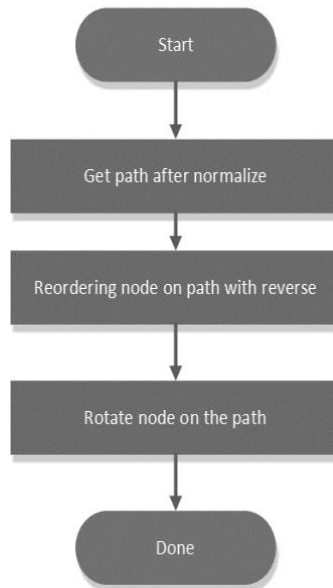 Start
Get path after normalize
Reordering node on path with reverse
Rotate node on the path
Done